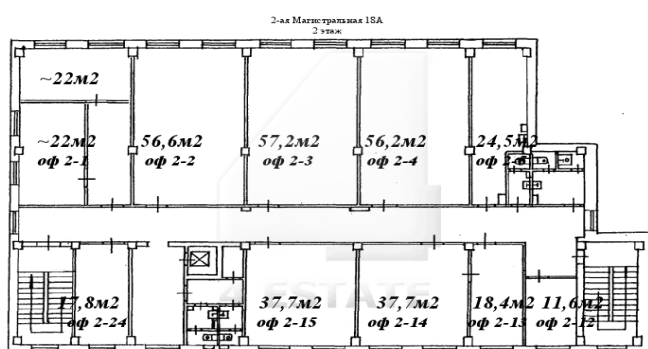 2-ая Магистральная 18А
2 этаж
~22м2
~22м2
оф 2-1
56,6м2
оф 2-2
57,2м2
оф 2-3
56,2м2
оф 2-4
24,5м2
17,8м2
оф 2-24
37,7м2
оф 2-15
37,7м2
оф 2-14
18,4м2
оф 2-13
11,6м2
оф 2-12
4
ESTATE